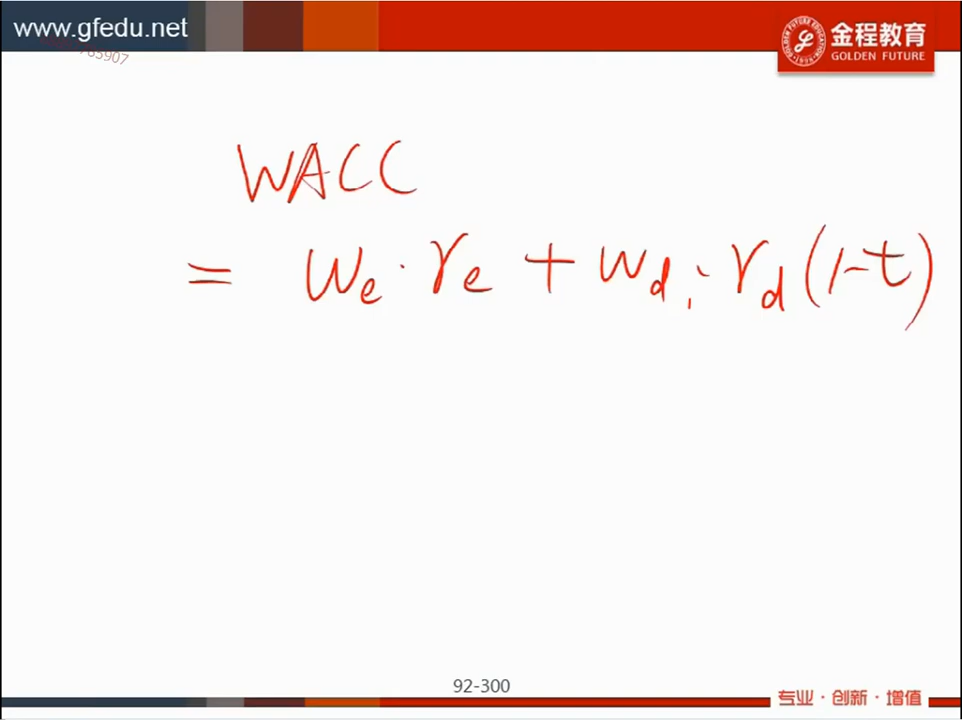 www.gfedu.net
金程教育
GOLDEN FUTURE
WACC
= We · re + Wd · rd (1-t)
92-300
专业·创新·增值